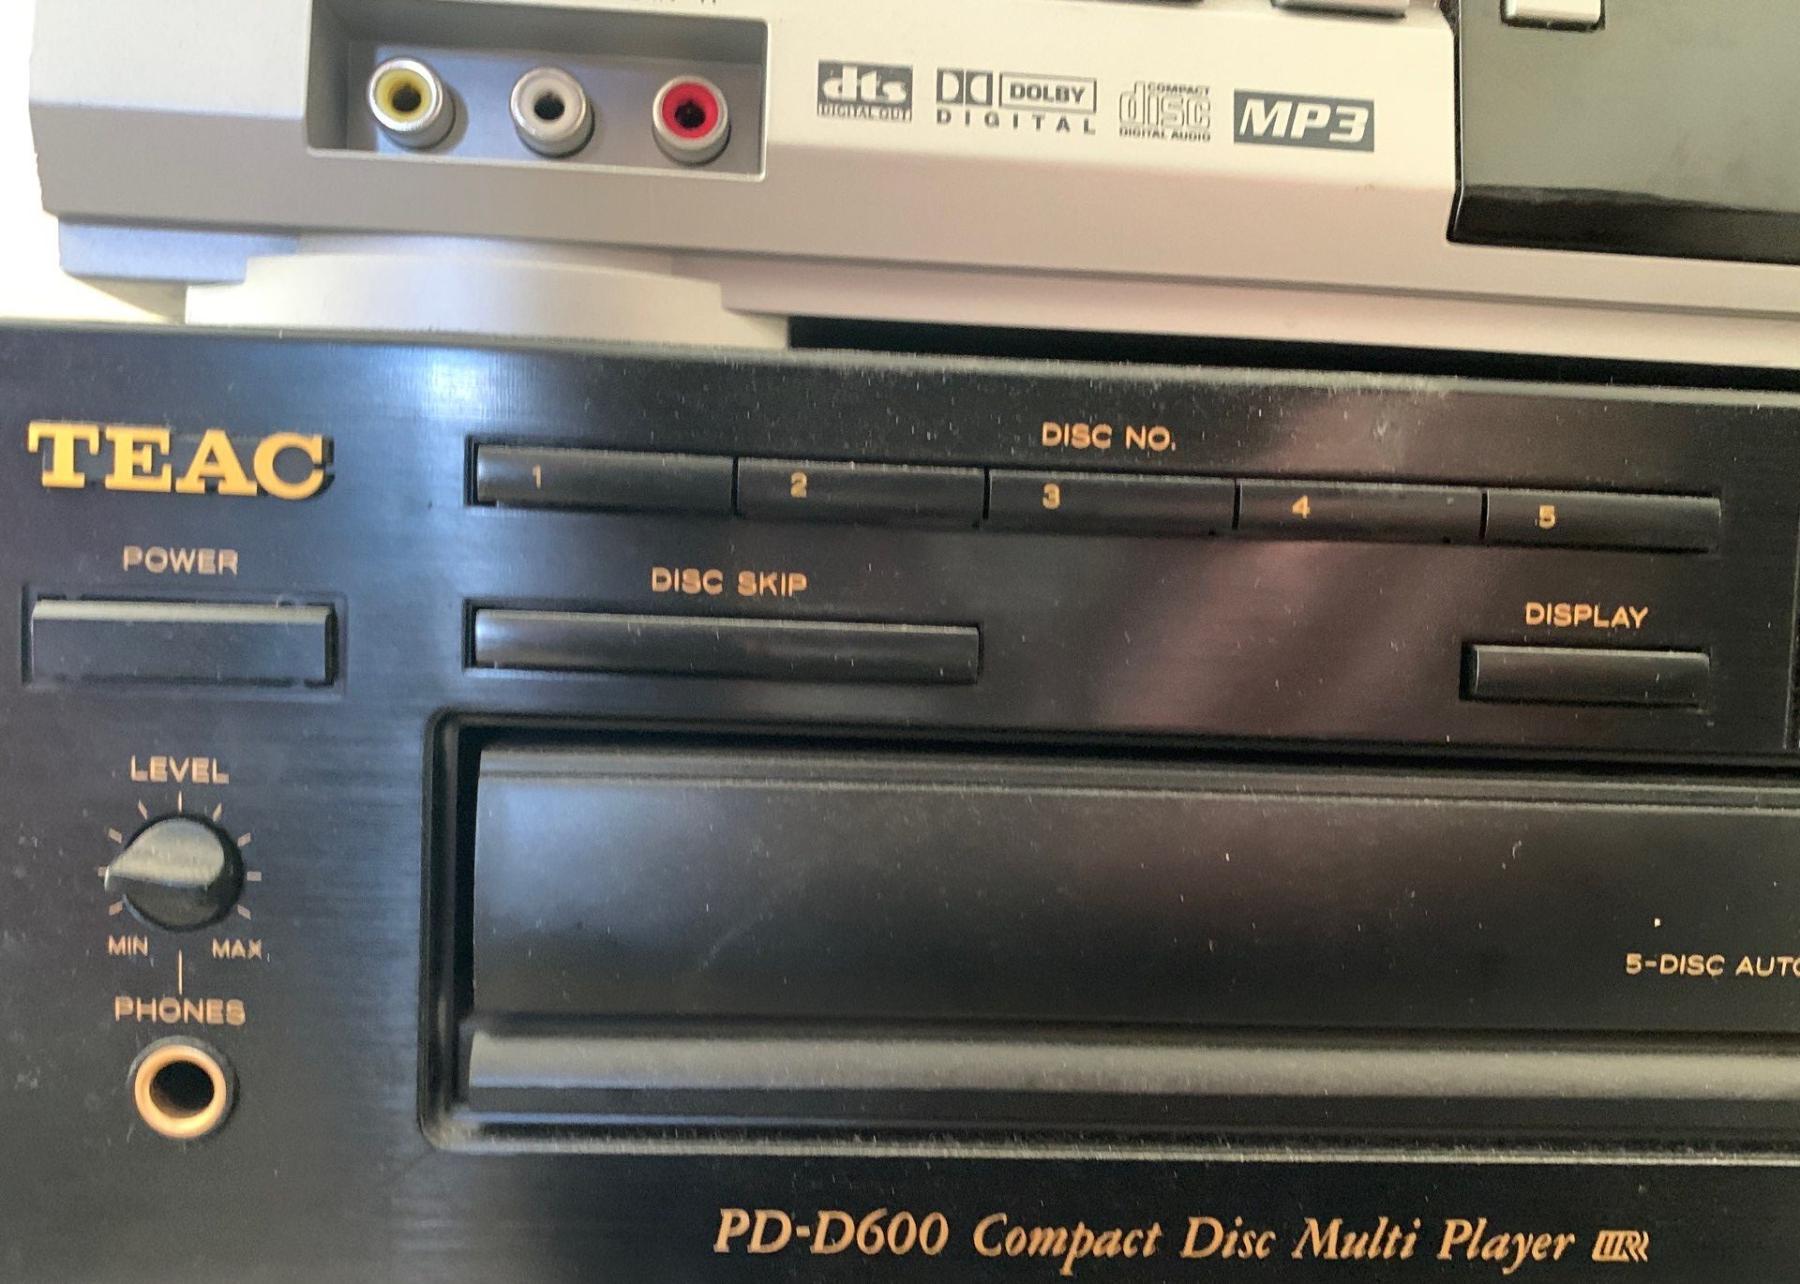 dts
DIGITAL OUT
DOLBY
DIGITAL
COMPACT
disc
DIGITAL AUDIO
MP3
TEAC
DISC NO.
1 2 3 4 5
POWER
DISC SKIP
DISPLAY
LEVEL
MIN MAX
5-DISC
PHONES
PD-D600 Compact Disc Multi Player